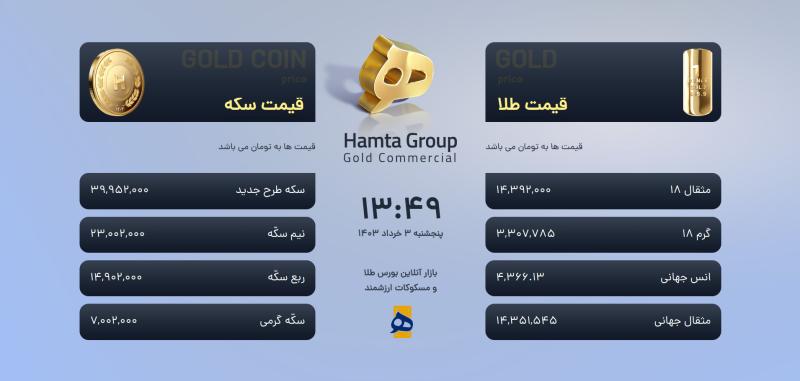 GOLD
price
قیمت طلا
قیمت ها به تومان می باشد
مثقال ۱۸ ۱۴,۳۹۲,۰۰۰
گرم ۱۸ ۳,۳۰۷,۷۸۵
انس جهانی ۴,۳۶۶.۱۳
مثقال جهانی ۱۴,۳۵۱,۵۴۵
Hamta Group
Gold Commercial
۱۳:۴۹
پنجشنبه ۳ خرداد ۱۴۰۳
بازار آنلاین بورس طلا
و مسکوکات ارزشمند
GOLD COIN
price
قیمت سکه
H
قیمت ها به تومان می باشد
سکه طرح جدید ۳۹,۹۵۲,۰۰۰
نیم سکّه ۲۳,۰۰۲,۰۰۰
ربع سکّه ۱۴,۹۰۲,۰۰۰
سکّه گرمی ۷,۰۰۲,۰۰۰